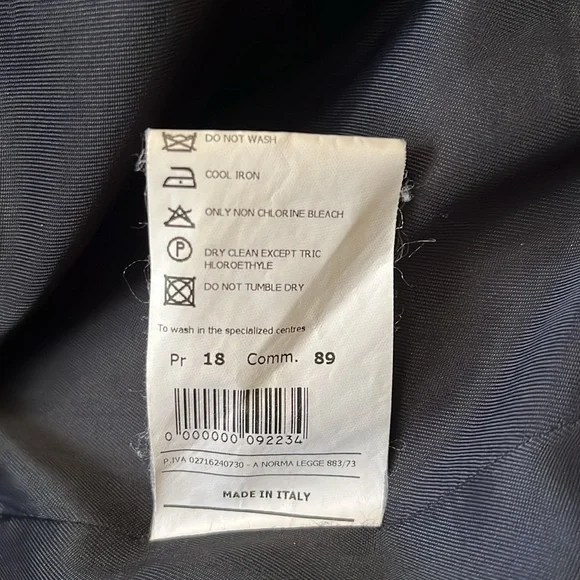 DO NOT WASH
COOL IRON
ONLY NON CHLORINE BLEACH
P
DRY CLEAN EXCEPT TRIC
HLOROETHYLE
DO NOT TUMBLE DRY
To wash in the specialized centres
Pr 18 Comm. 89
0 000000 092234
P.IVA 02716240730 - A NORMA LEGGE 883/73
MADE IN ITALY